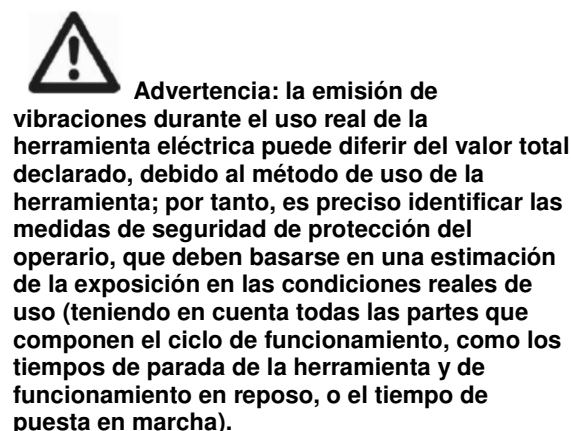 Advertencia: la emisión de
vibraciones durante el uso real de la
herramienta eléctrica puede diferir del valor total
declarado, debido al método de uso de la
herramienta; por tanto, es preciso identificar las
medidas de seguridad de protección del
operario, que deben basarse en una estimación
de la exposición en las condiciones reales de
uso (teniendo en cuenta todas las partes que
componen el ciclo de funcionamiento, como los
tiempos de parada de la herramienta y de
funcionamiento en reposo, o el tiempo de
puesta en marcha).